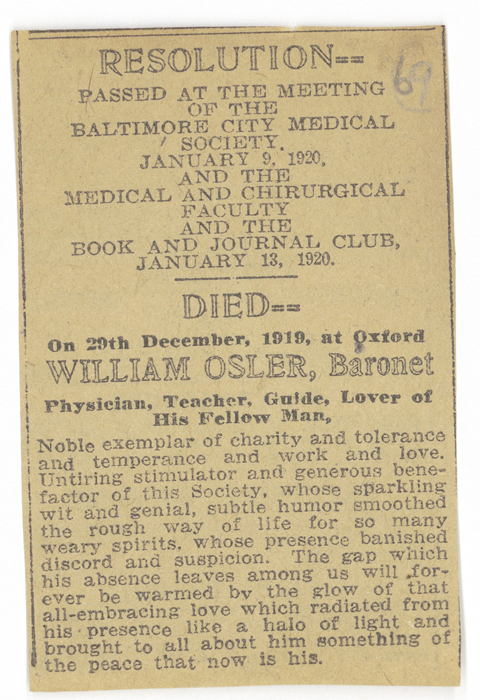 RESOLUTION==
69
PASSED AT THE MEETING
OF THE
BALTIMORE CITY MEDICAL
SOCIETY.
JANUARY 9, 1920,
AND THE
MEDICAL AND CHIRURGICAL
FACULTY
AND THE
BOOK AND JOURNAL CLUB,
JANUARY 13, 1920.
DIED==
On 29th December, 1919, at Oxford
WILLIAM OSLER, Baronet
Physician, Teacher, Guide, Lover of
His Fellow Man,
Noble exemplar of charity and tolerance
and temperance and work and love.
Untiring stimulator and generous bene-
factor of this Society, whose sparkling
wit and genial, subtle humor smoothed
the rough way of life for so many
weary spirits, whose presence banished
discord and suspicion. The gap which
his absence leaves among us will for-
ever be warmed by the glow of that
all-embracing love which radiated from
his presence like a halo of light and
brought to all about him something of
the peace that now is his.